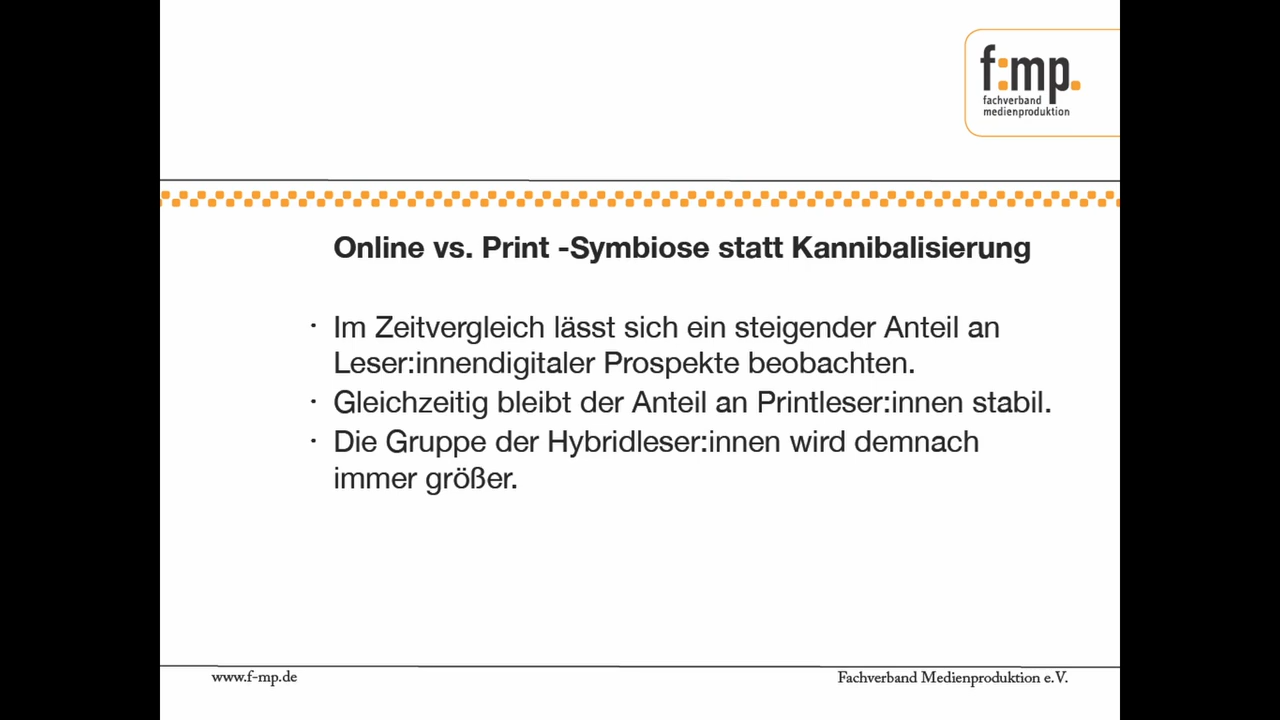 f:mp.
fachverband
medienproduktion
Online vs. Print -Symbiose statt Kannibalisierung
· Im Zeitvergleich lässt sich ein steigender Anteil an
Leser:innendigitaler Prospekte beobachten.
· Gleichzeitig bleibt der Anteil an Printleser:innen stabil.
· Die Gruppe der Hybridleser:innen wird demnach
immer größer.
www.f-mp.de
Fachverband Medienproduktion e.V.